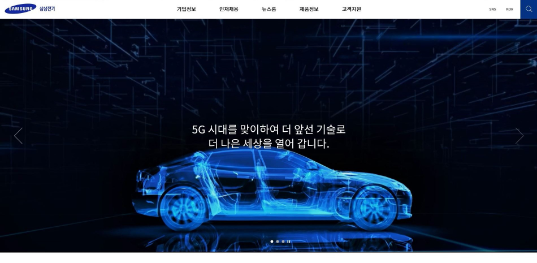 SAMSUNG 삼성전기
기업정보 인재채용 뉴스룸 제품정보 고객지원
5G 시대를 맞이하여 더 앞선 기술로
더 나은 세상을 열어 갑니다.